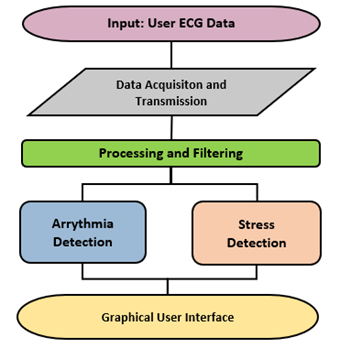 Input: User ECG Data
Data Acquisiton and
Transmission
Processing and Filtering
Arrythmia
Detection
Stress
Detection
Graphical User Interface